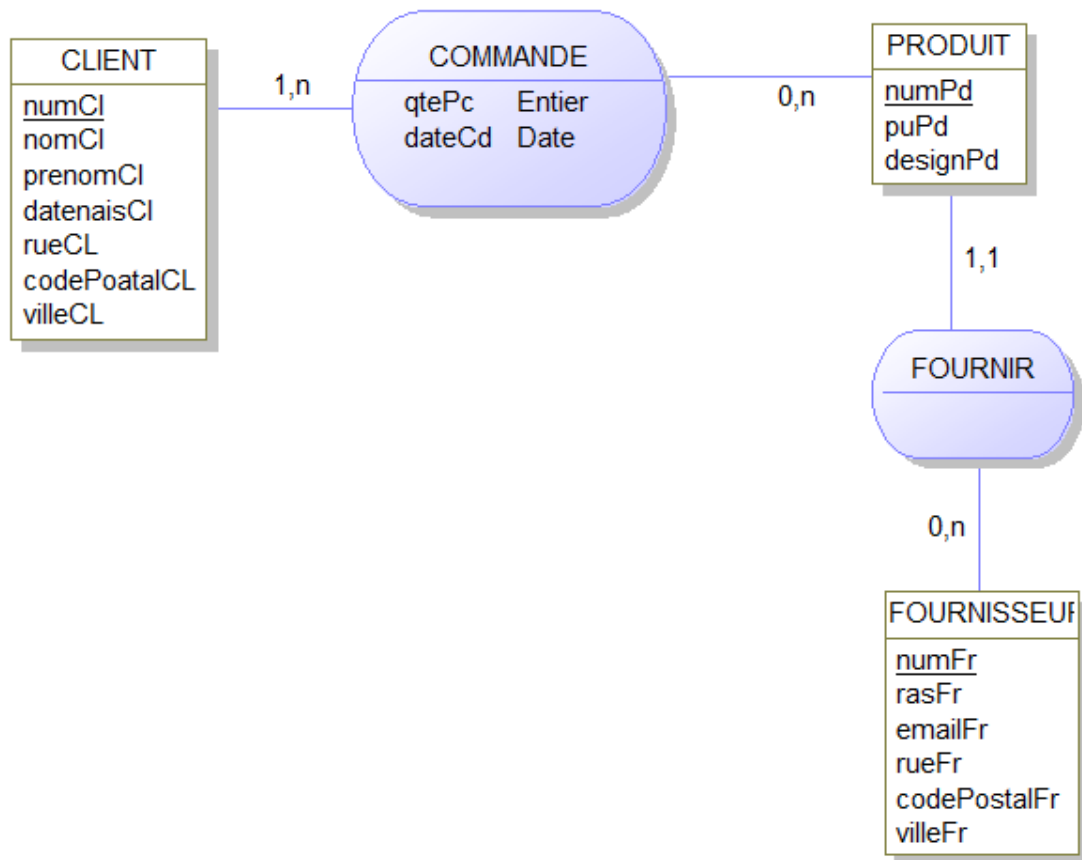 CLIENT
numCl
nomCl
prenomCl
datenaisCl
rueCL
codePoatalCL
villeCL
1,n
COMMANDE
qtePc Entier
dateCd Date
0,n
PRODUIT
numPd
puPd
designPd
1,1
FOURNIR
0,n
FOURNISSEUR
numFr
rasFr
emailFr
rueFr
codePostalFr
villeFr